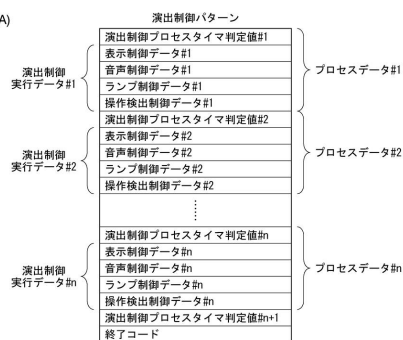 A)
演出制御パターン
演出制御プロセスタイマ判定値#1
表示制御データ#1
音声制御データ#1
ランプ制御データ#1
操作検出制御データ#1
演出制御
実行データ#1
プロセスデータ#1
演出制御プロセスタイマ判定値#2
表示制御データ#2
音声制御データ#2
ランプ制御データ#2
操作検出制御データ#2
演出制御
実行データ#2
プロセスデータ#2
演出制御プロセスタイマ判定値#n
表示制御データ#n
音声制御データ#n
ランプ制御データ#n
操作検出制御データ#n
演出制御
実行データ#n
プロセスデータ#n
演出制御プロセスタイマ判定値#n+1
終了コード